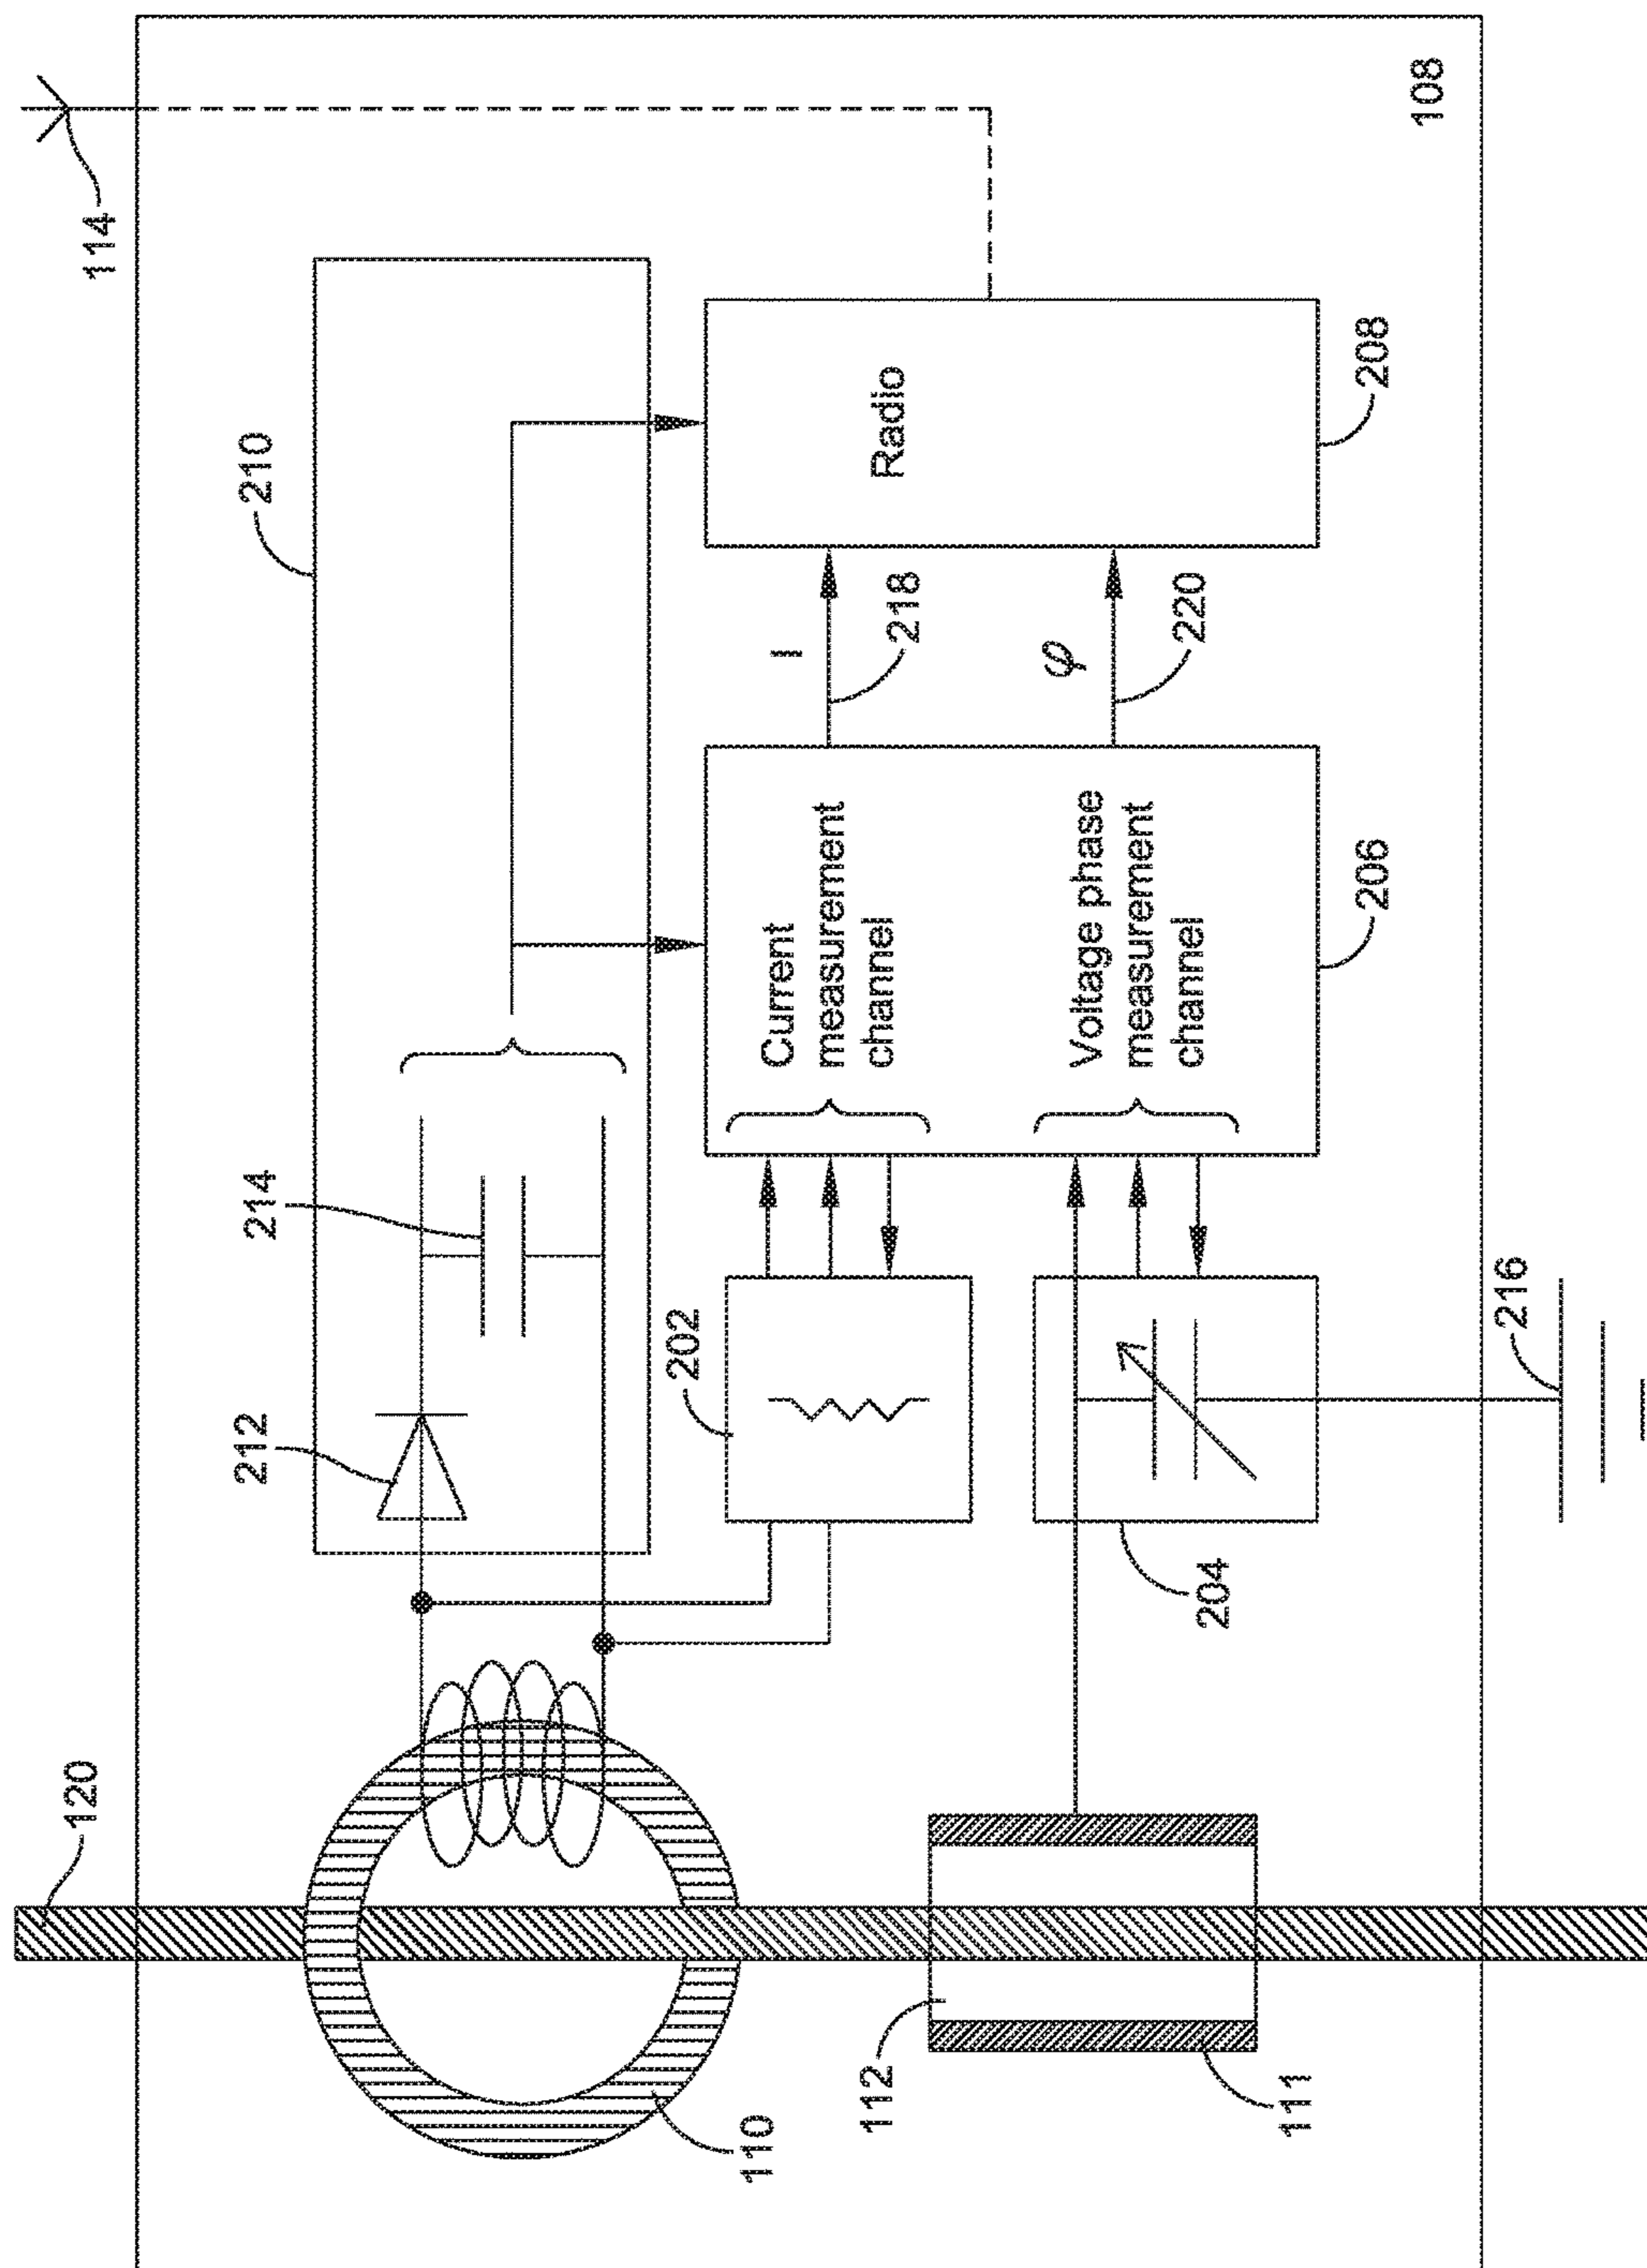 120
114
212
214
210
202
110
Current
measurement
channel
I
218
Radio
112
Voltage phase
measurement
channel
φ
220
204
111
206
208
108
216